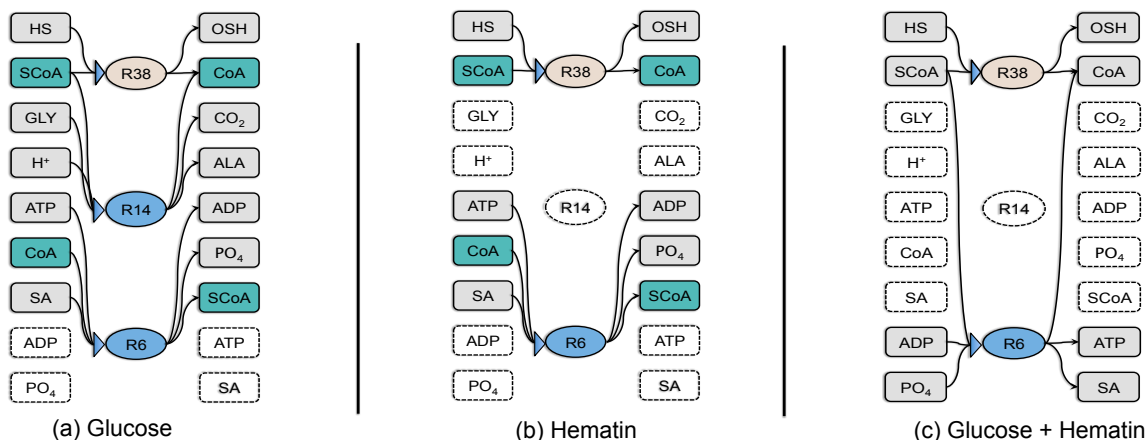 HS OSH
SCoA R38 CoA
GLY CO₂
H⁺ ALA
R14
ATP ADP
CoA PO₄
SA SCoA
R6
ADP ATP
PO₄ SA
(a) Glucose
HS OSH
SCoA R38 CoA
GLY CO₂
H⁺ ALA
R14
ATP ADP
CoA PO₄
SA SCoA
R6
ADP ATP
PO₄ SA
(b) Hematin
HS OSH
SCoA R38 CoA
GLY CO₂
H⁺ ALA
R14
ATP ADP
CoA PO₄
SA SCoA
R6
ADP ATP
PO₄ SA
(c) Glucose + Hematin